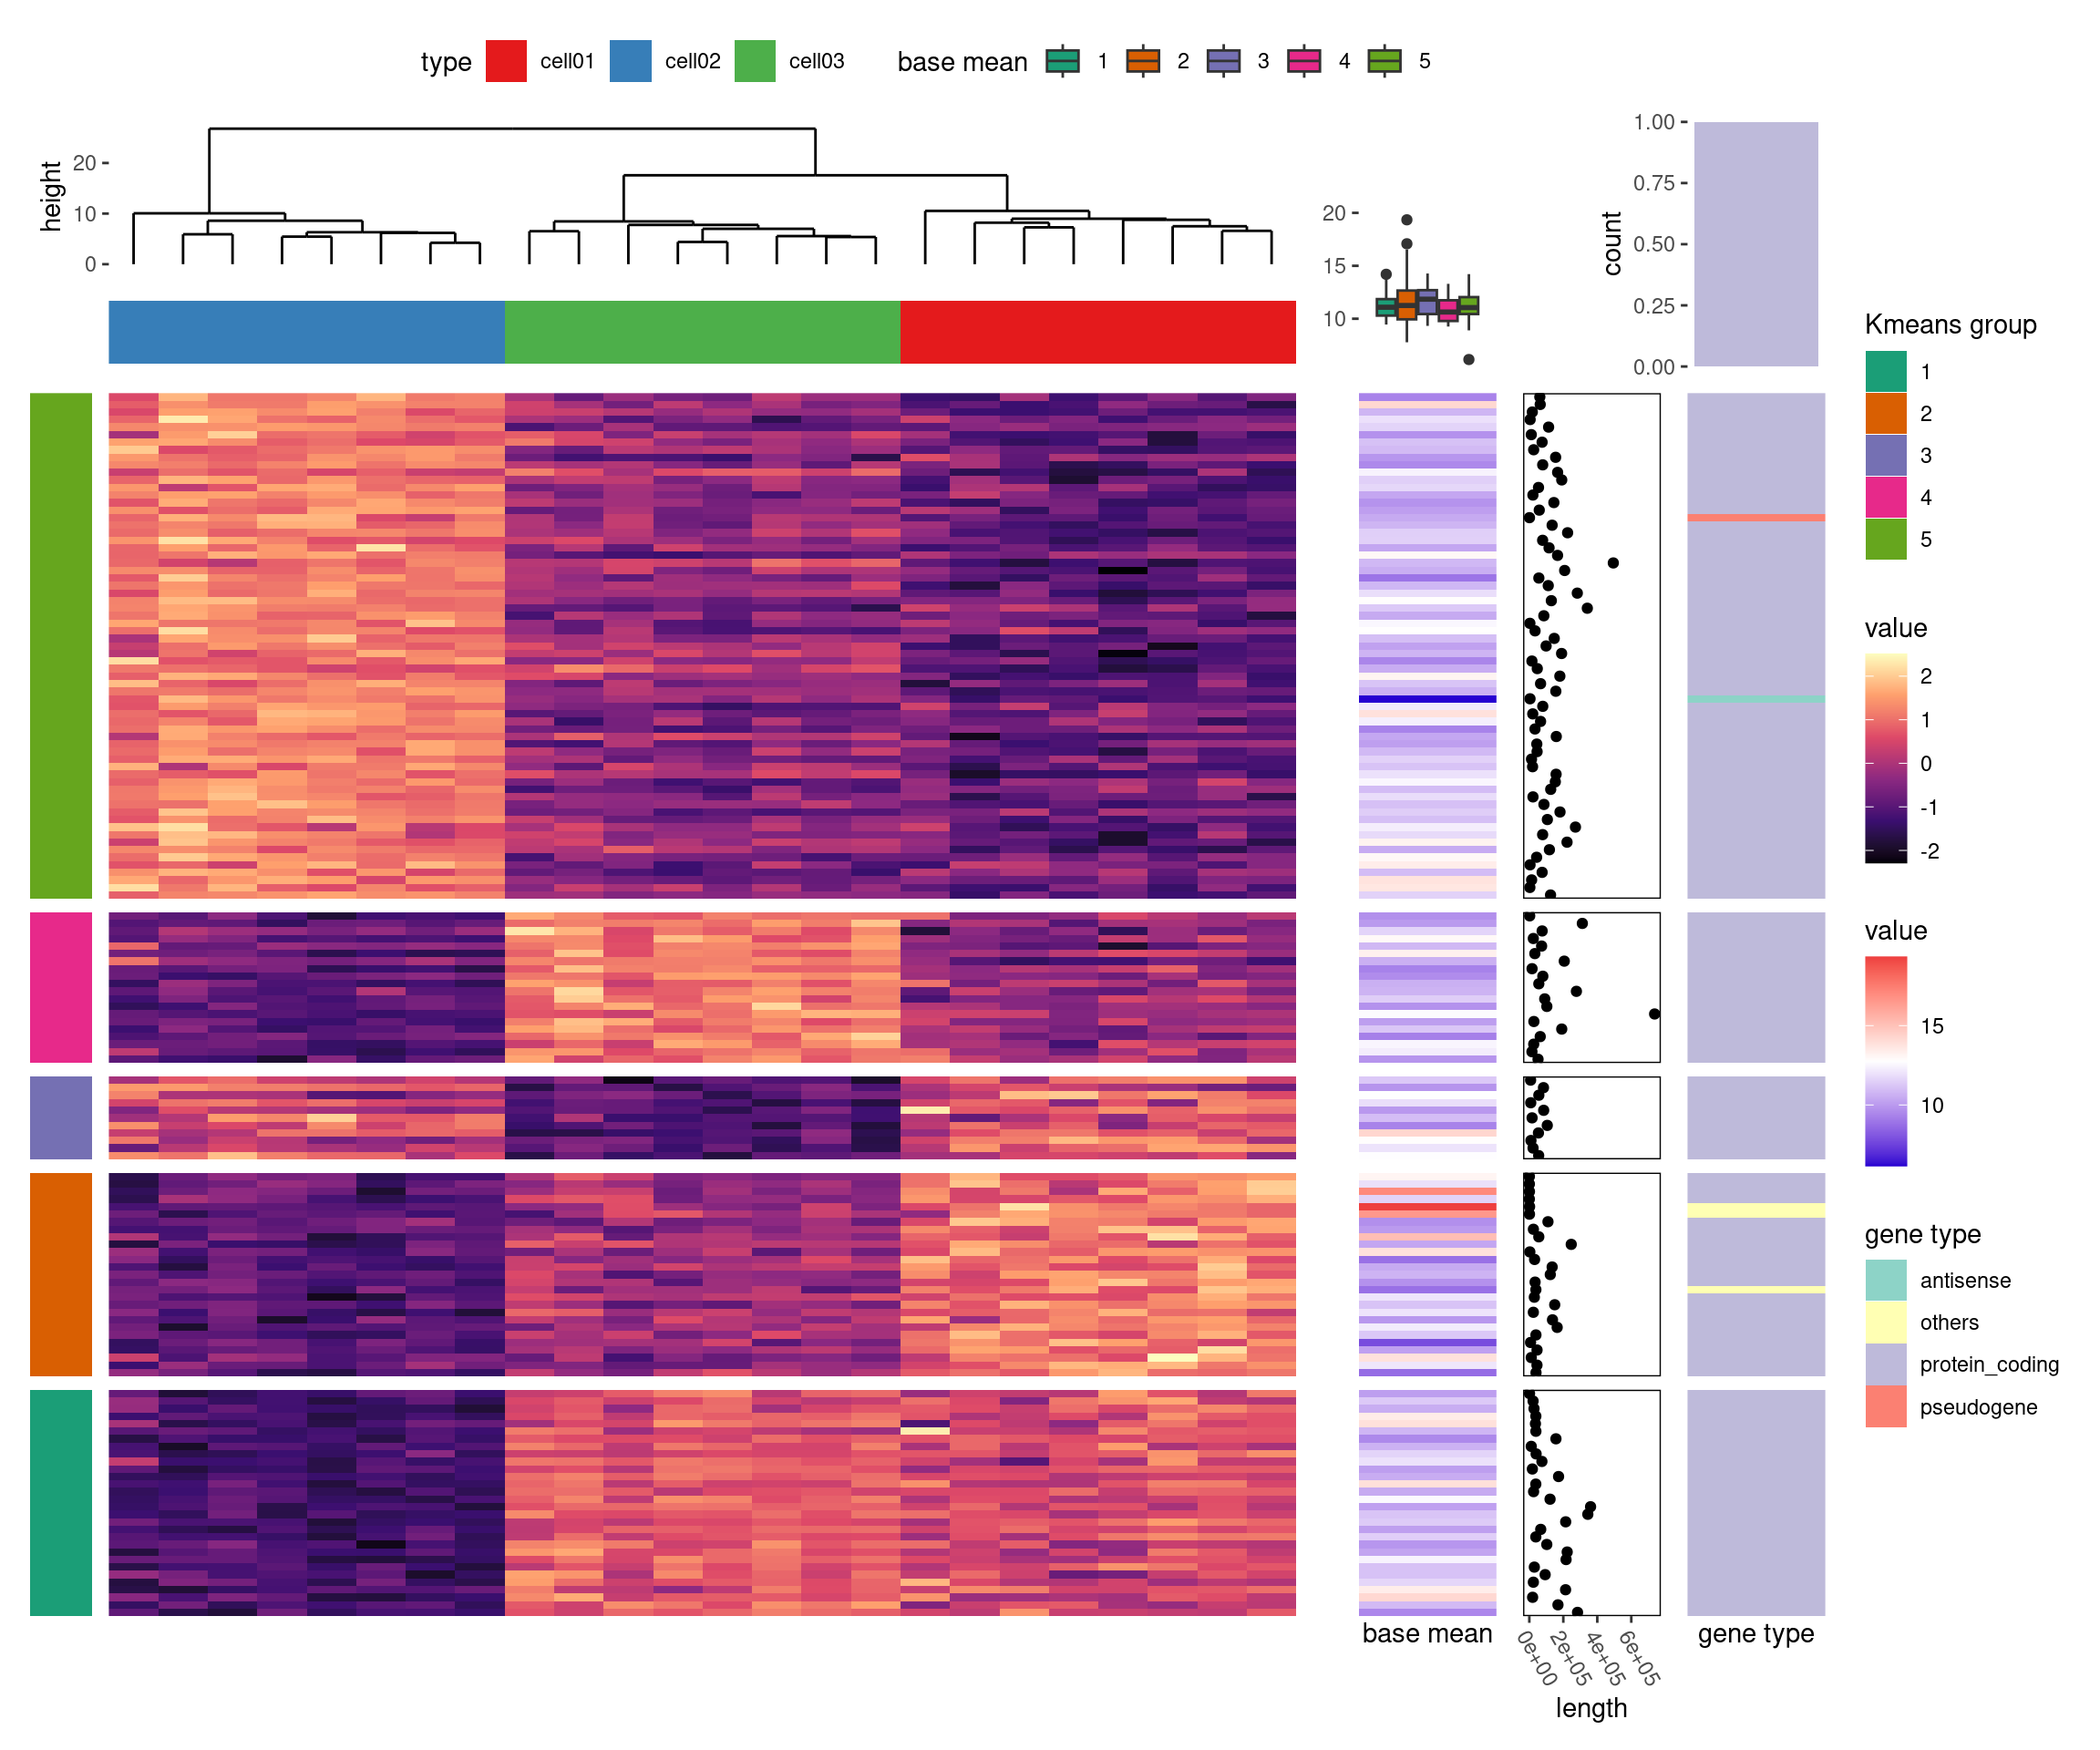 type cell01 cell02 cell03 base mean 1 2 3 4 5
height
20
10
0
20
15
10
count
1.00
0.75
0.50
0.25
0.00
Kmeans group
1
2
3
4
5
value
2
1
0
-1
-2
value
15
10
gene type
antisense
others
protein_coding
pseudogene
base mean
0e+00 2e+05 4e+05 6e+05
length
gene type